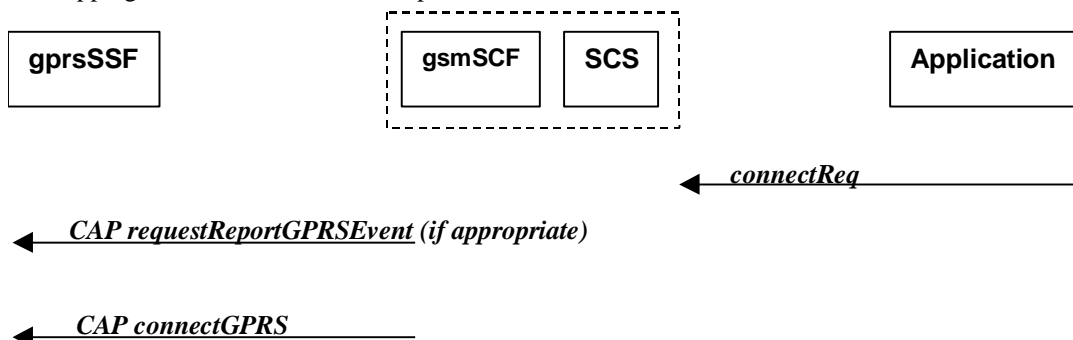 gprsSSF
gsmSCF
SCS
Application
connectReq
CAP requestReportGPRSEvent (if appropriate)
CAP connectGPRS